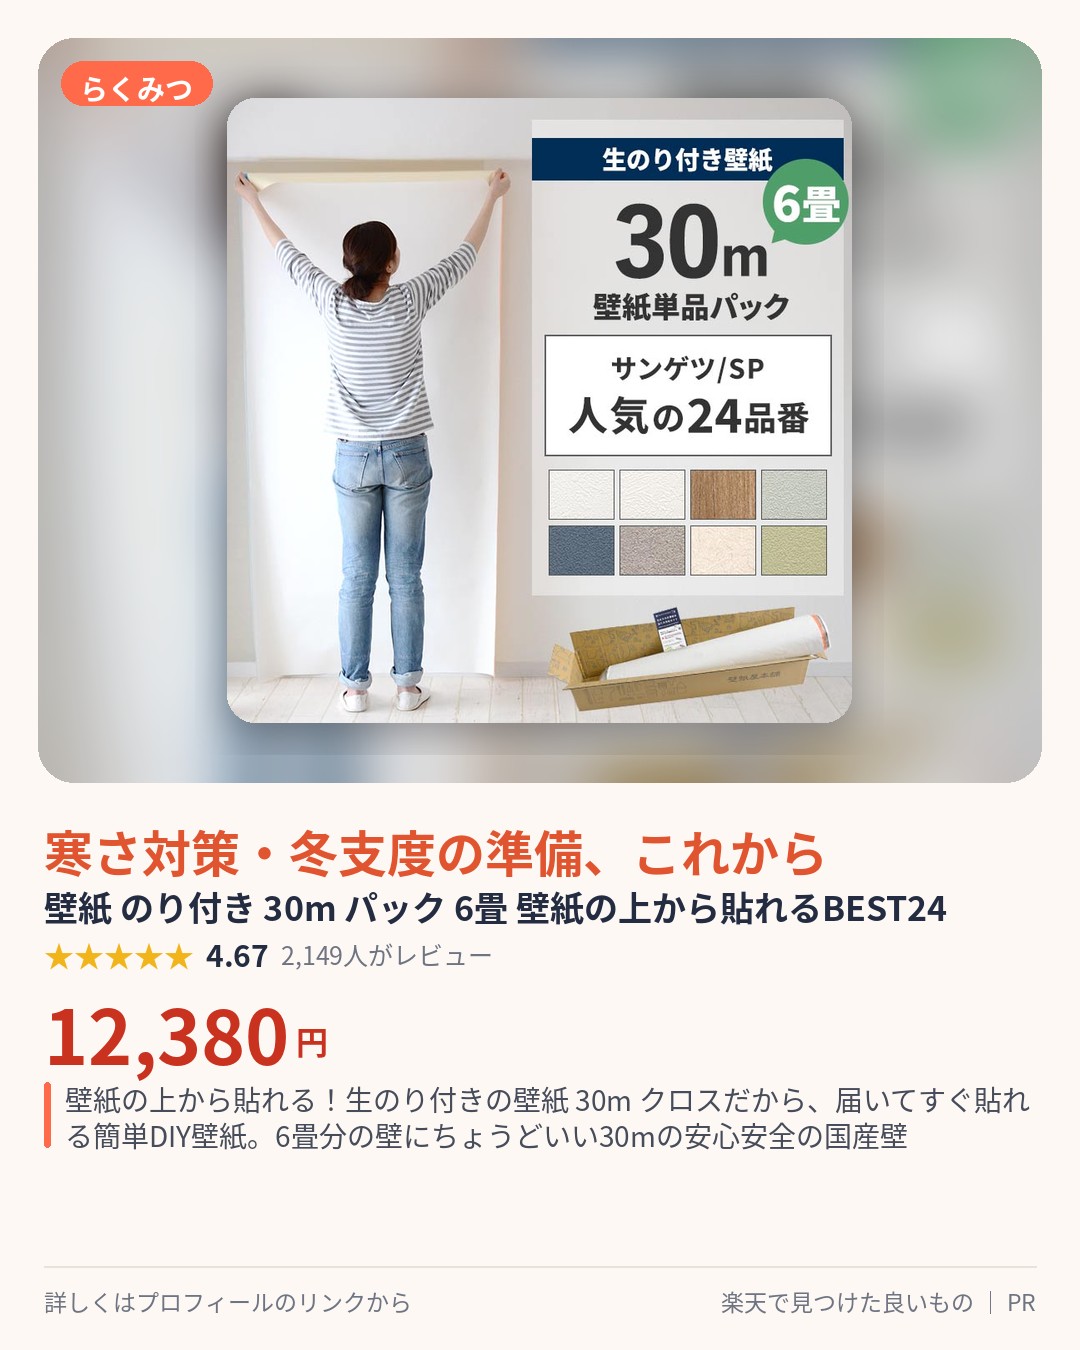 らくみつ
生のり付き壁紙
6畳
30m
壁紙単品パック
サンゲツ/SP
人気の24品番
寒さ対策・冬支度の準備、これから
壁紙 のり付き 30m パック 6畳 壁紙の上から貼れるBEST24
★★★★★ 4.67 2,149人がレビュー
12,380円
壁紙の上から貼れる！生のり付きの壁紙 30m クロスだから、届いてすぐ貼れ
る簡単DIY壁紙。6畳分の壁にちょうどいい30mの安心安全の国産壁
詳しくはプロフィールのリンクから
楽天で見つけた良いもの｜PR